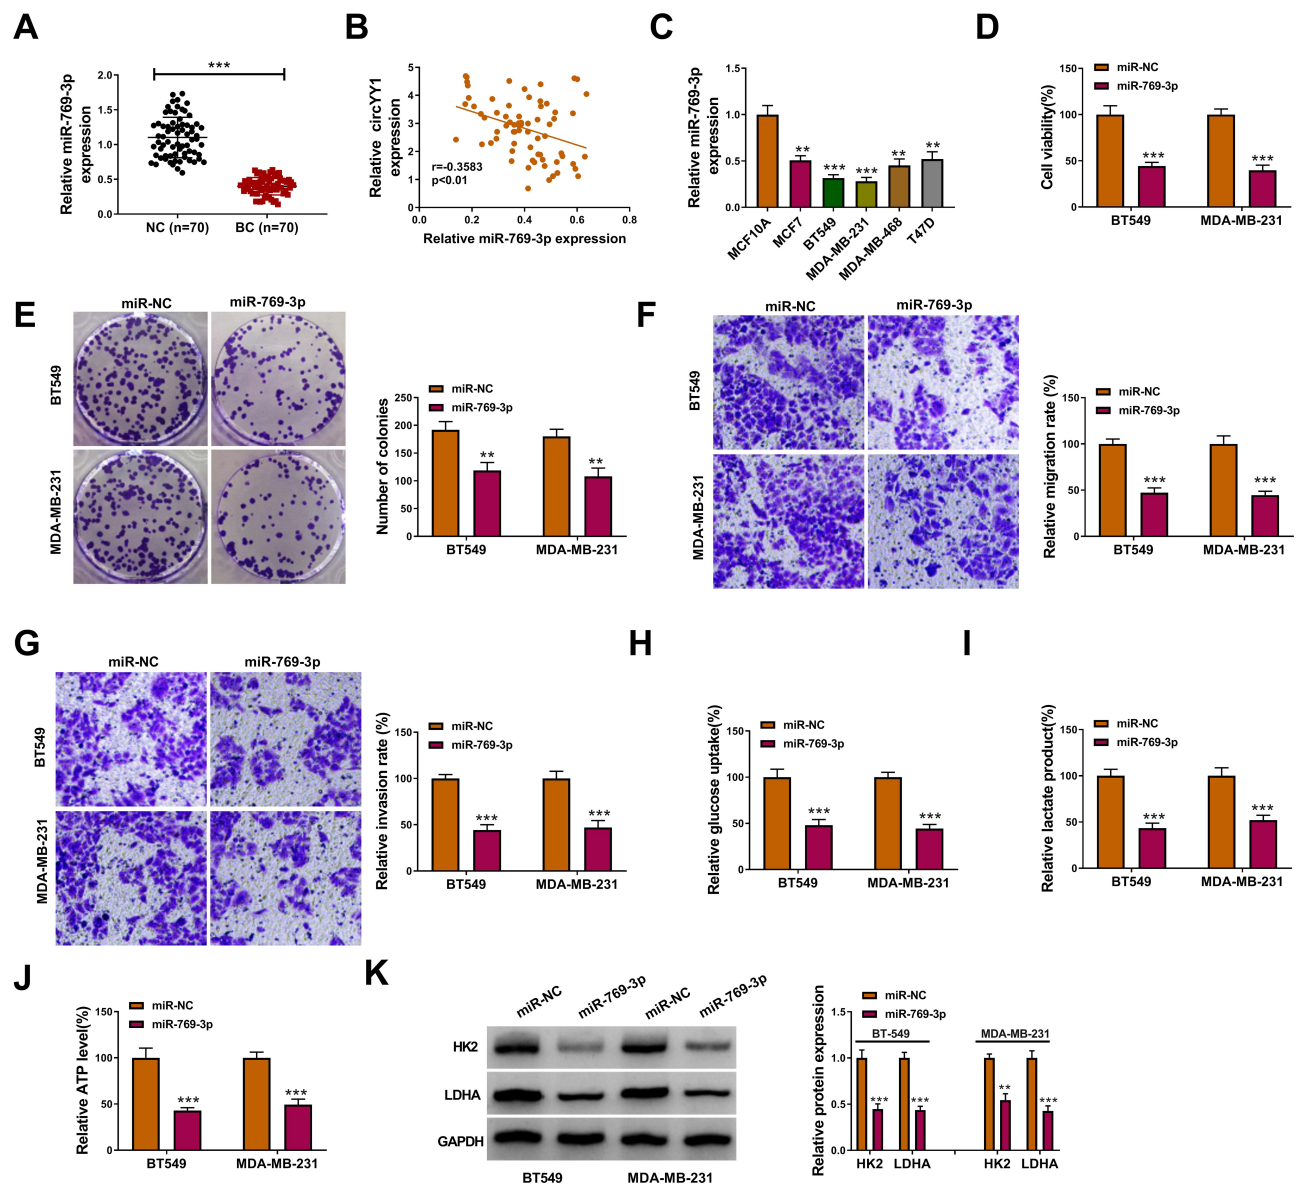 A
***
Relative miR-769-3p
expression
2.0
1.5
1.0
0.5
0.0
NC (n=70)
BC (n=70)
B
Relative circYY1
expression
5
4
3
2
1
0
r=-0.3583
p<0.01
0.0
0.2
0.4
0.6
0.8
Relative miR-769-3p expression
C
Relative miR-769-3p
expression
1.5
1.0
0.5
0.0
**
***
***
**
**
MCF10A
MCF7
BT549
MDA-MB-231
MDA-MB-468
T47D
D
miR-NC
miR-769-3p
Cell viability(%)
150
100
50
0
***
***
BT549
MDA-MB-231
E
miR-NC
miR-769-3p
BT549
MDA-MB-231
miR-NC
miR-769-3p
Number of colonies
250
200
150
100
50
0
**
**
BT549
MDA-MB-231
F
miR-NC
miR-769-3p
BT549
MDA-MB-231
miR-NC
miR-769-3p
Relative migration rate (%)
150
100
50
0
***
***
BT549
MDA-MB-231
G
miR-NC
miR-769-3p
BT549
MDA-MB-231
miR-NC
miR-769-3p
Relative invasion rate (%)
150
100
50
0
***
***
BT549
MDA-MB-231
H
miR-NC
miR-769-3p
Relative glucose uptake(%)
150
100
50
0
***
***
BT549
MDA-MB-231
I
miR-NC
miR-769-3p
Relative lactate product(%)
150
100
50
0
***
***
BT549
MDA-MB-231
J
miR-NC
miR-769-3p
Relative ATP level(%)
150
100
50
0
***
***
BT549
MDA-MB-231
K
miR-NC
miR-769-3p
miR-NC
miR-769-3p
HK2
LDHA
GAPDH
BT549
MDA-MB-231
miR-NC
miR-769-3p
Relative protein expression
1.5
1.0
0.5
0.0
BT-549
MDA-MB-231
***
***
**
***
HK2
LDHA
HK2
LDHA